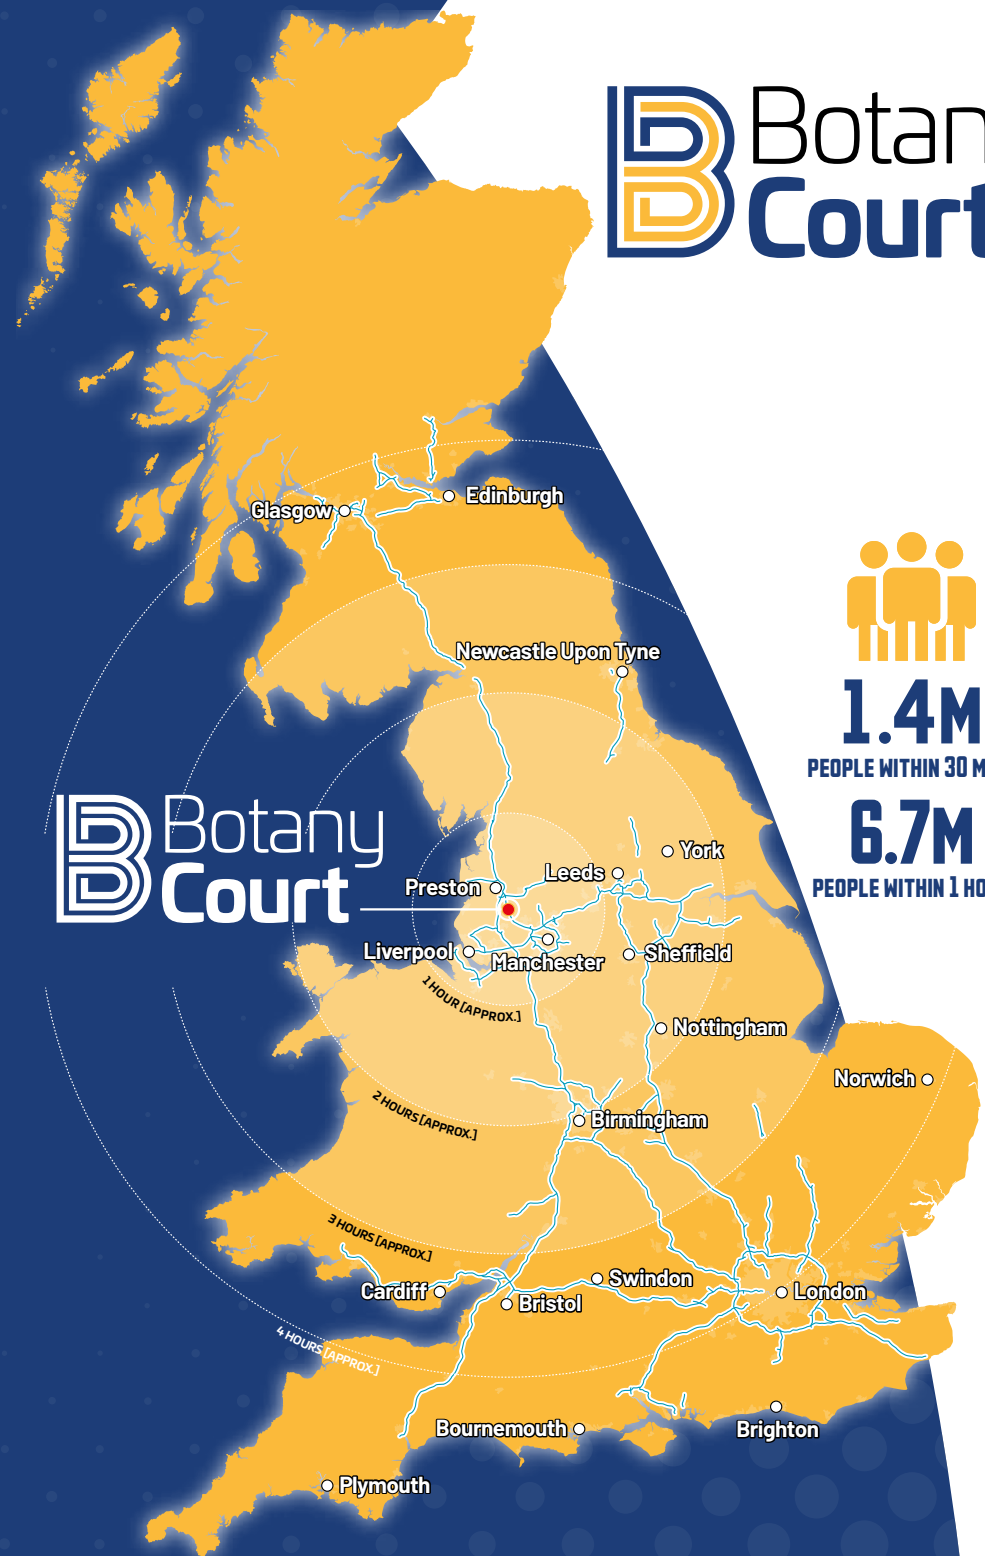 Botan
Court
Edinburgh
Glasgow
Newcastle Upon Tyne
1.4M
PEOPLE WITHIN 30 M
6.7M
PEOPLE WITHIN 1 HO
Botany
Court
York
Leeds
Preston
Liverpool
Manchester
Sheffield
1 HOUR [APPROX.]
Nottingham
Norwich
2 HOURS [APPROX.]
Birmingham
3 HOURS [APPROX.]
Cardiff
Swindon
London
Bristol
4 HOURS [APPROX.]
Bournemouth
Brighton
Plymouth